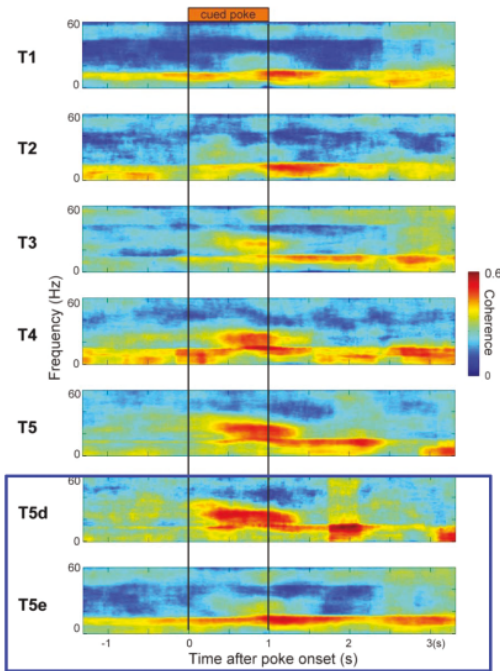 cued poke
T1
60
0
T2
60
0
T3
60
0
T4
60
0
T5
60
0
T5d
60
0
T5e
60
0
Frequency (Hz)
0.6
Coherence
0
-1 0 1 2 3(s)
Time after poke onset (s)